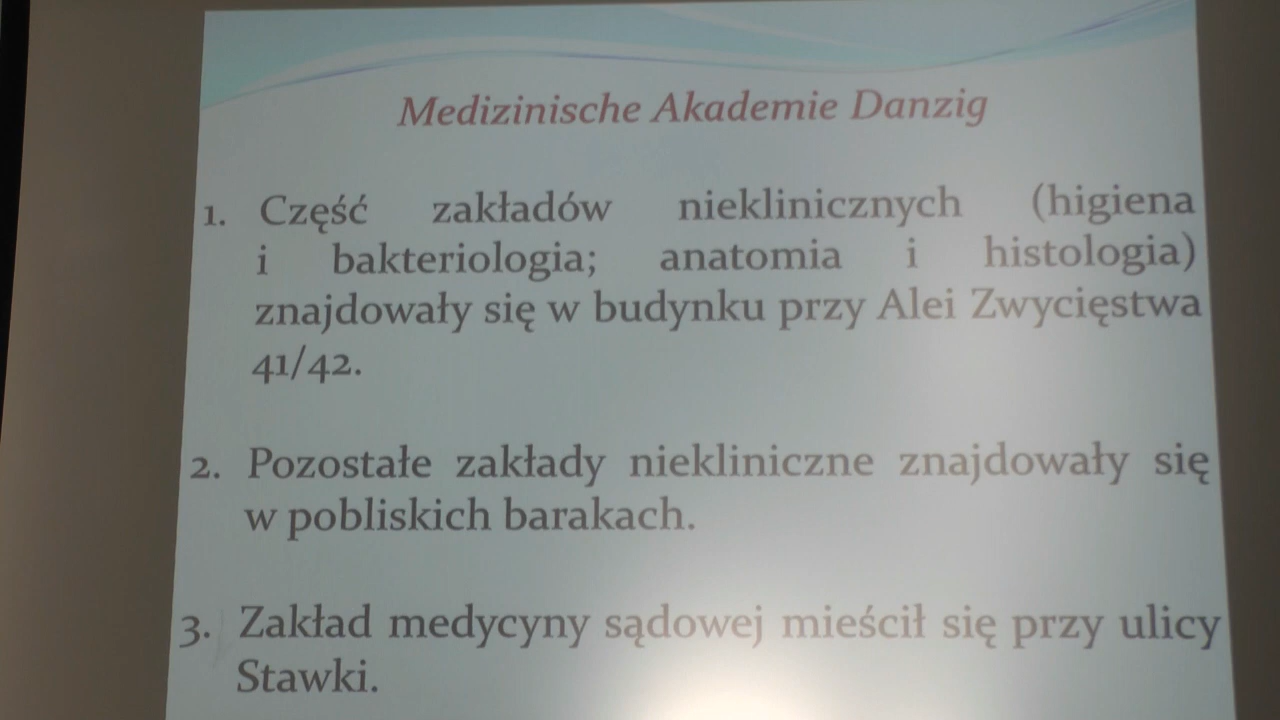 Medizinische Akademie Danzig
1. Część zakładów nieklinicznych (higiena
i bakteriologia; anatomia i histologia)
znajdowały się w budynku przy Alei Zwycięstwa
41/42.
2. Pozostałe zakłady niekliniczne znajdowały się
w pobliskich barakach.
3. Zakład medycyny sądowej mieścił się przy ulicy
Stawki.